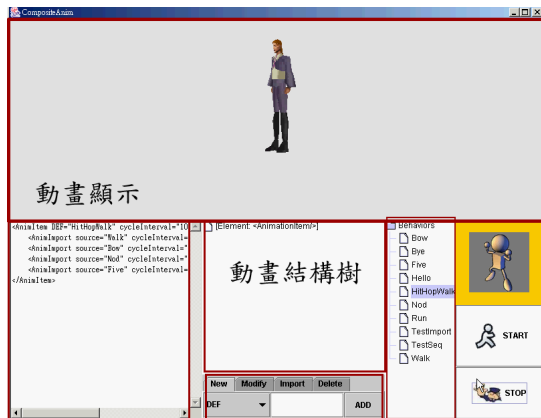 CompositeAnim
動畫顯示
<AnimItem DEF="HitHopWalk" cycleInterval="10
<AnimImport source="Walk" cycleInterval=
<AnimImport source="Bow" cycleInterval="
<AnimImport source="Nod" cycleInterval="
<AnimImport source="Five" cycleInterval=
</AnimItem>
[Element: <AnimationItem/>]
動畫結構樹
New Modify Import Delete
DEF ADD
Behaviors
Bow
Bye
Five
Hello
HitHopWalk
Nod
Run
TestImport
TestSeq
Walk
START
STOP